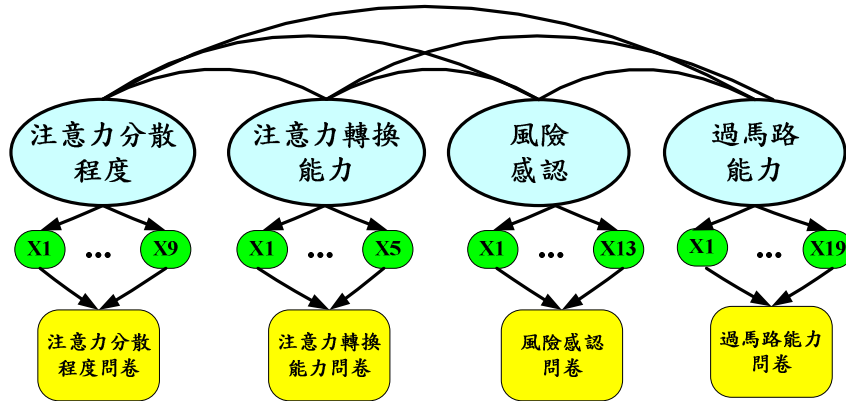 注意力分散
程度
注意力轉換
能力
風險
感認
過馬路
能力
X1 ... X9
X1 ... X5
X1 ... X13
X1 ... X19
注意力分散
程度問卷
注意力轉換
能力問卷
風險感認
問卷
過馬路能力
問卷